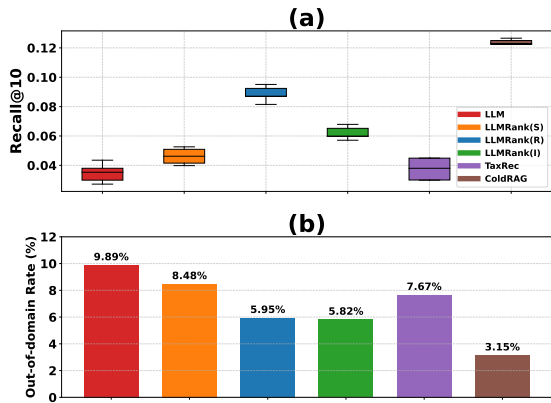 (a)
Recall@10
0.12
0.10
0.08
0.06
0.04
LLM
LLMRank(S)
LLMRank(R)
LLMRank(I)
TaxRec
ColdRAG
(b)
Out-of-domain Rate (%)
12
10
8
6
4
2
0
9.89%
8.48%
5.95%
5.82%
7.67%
3.15%